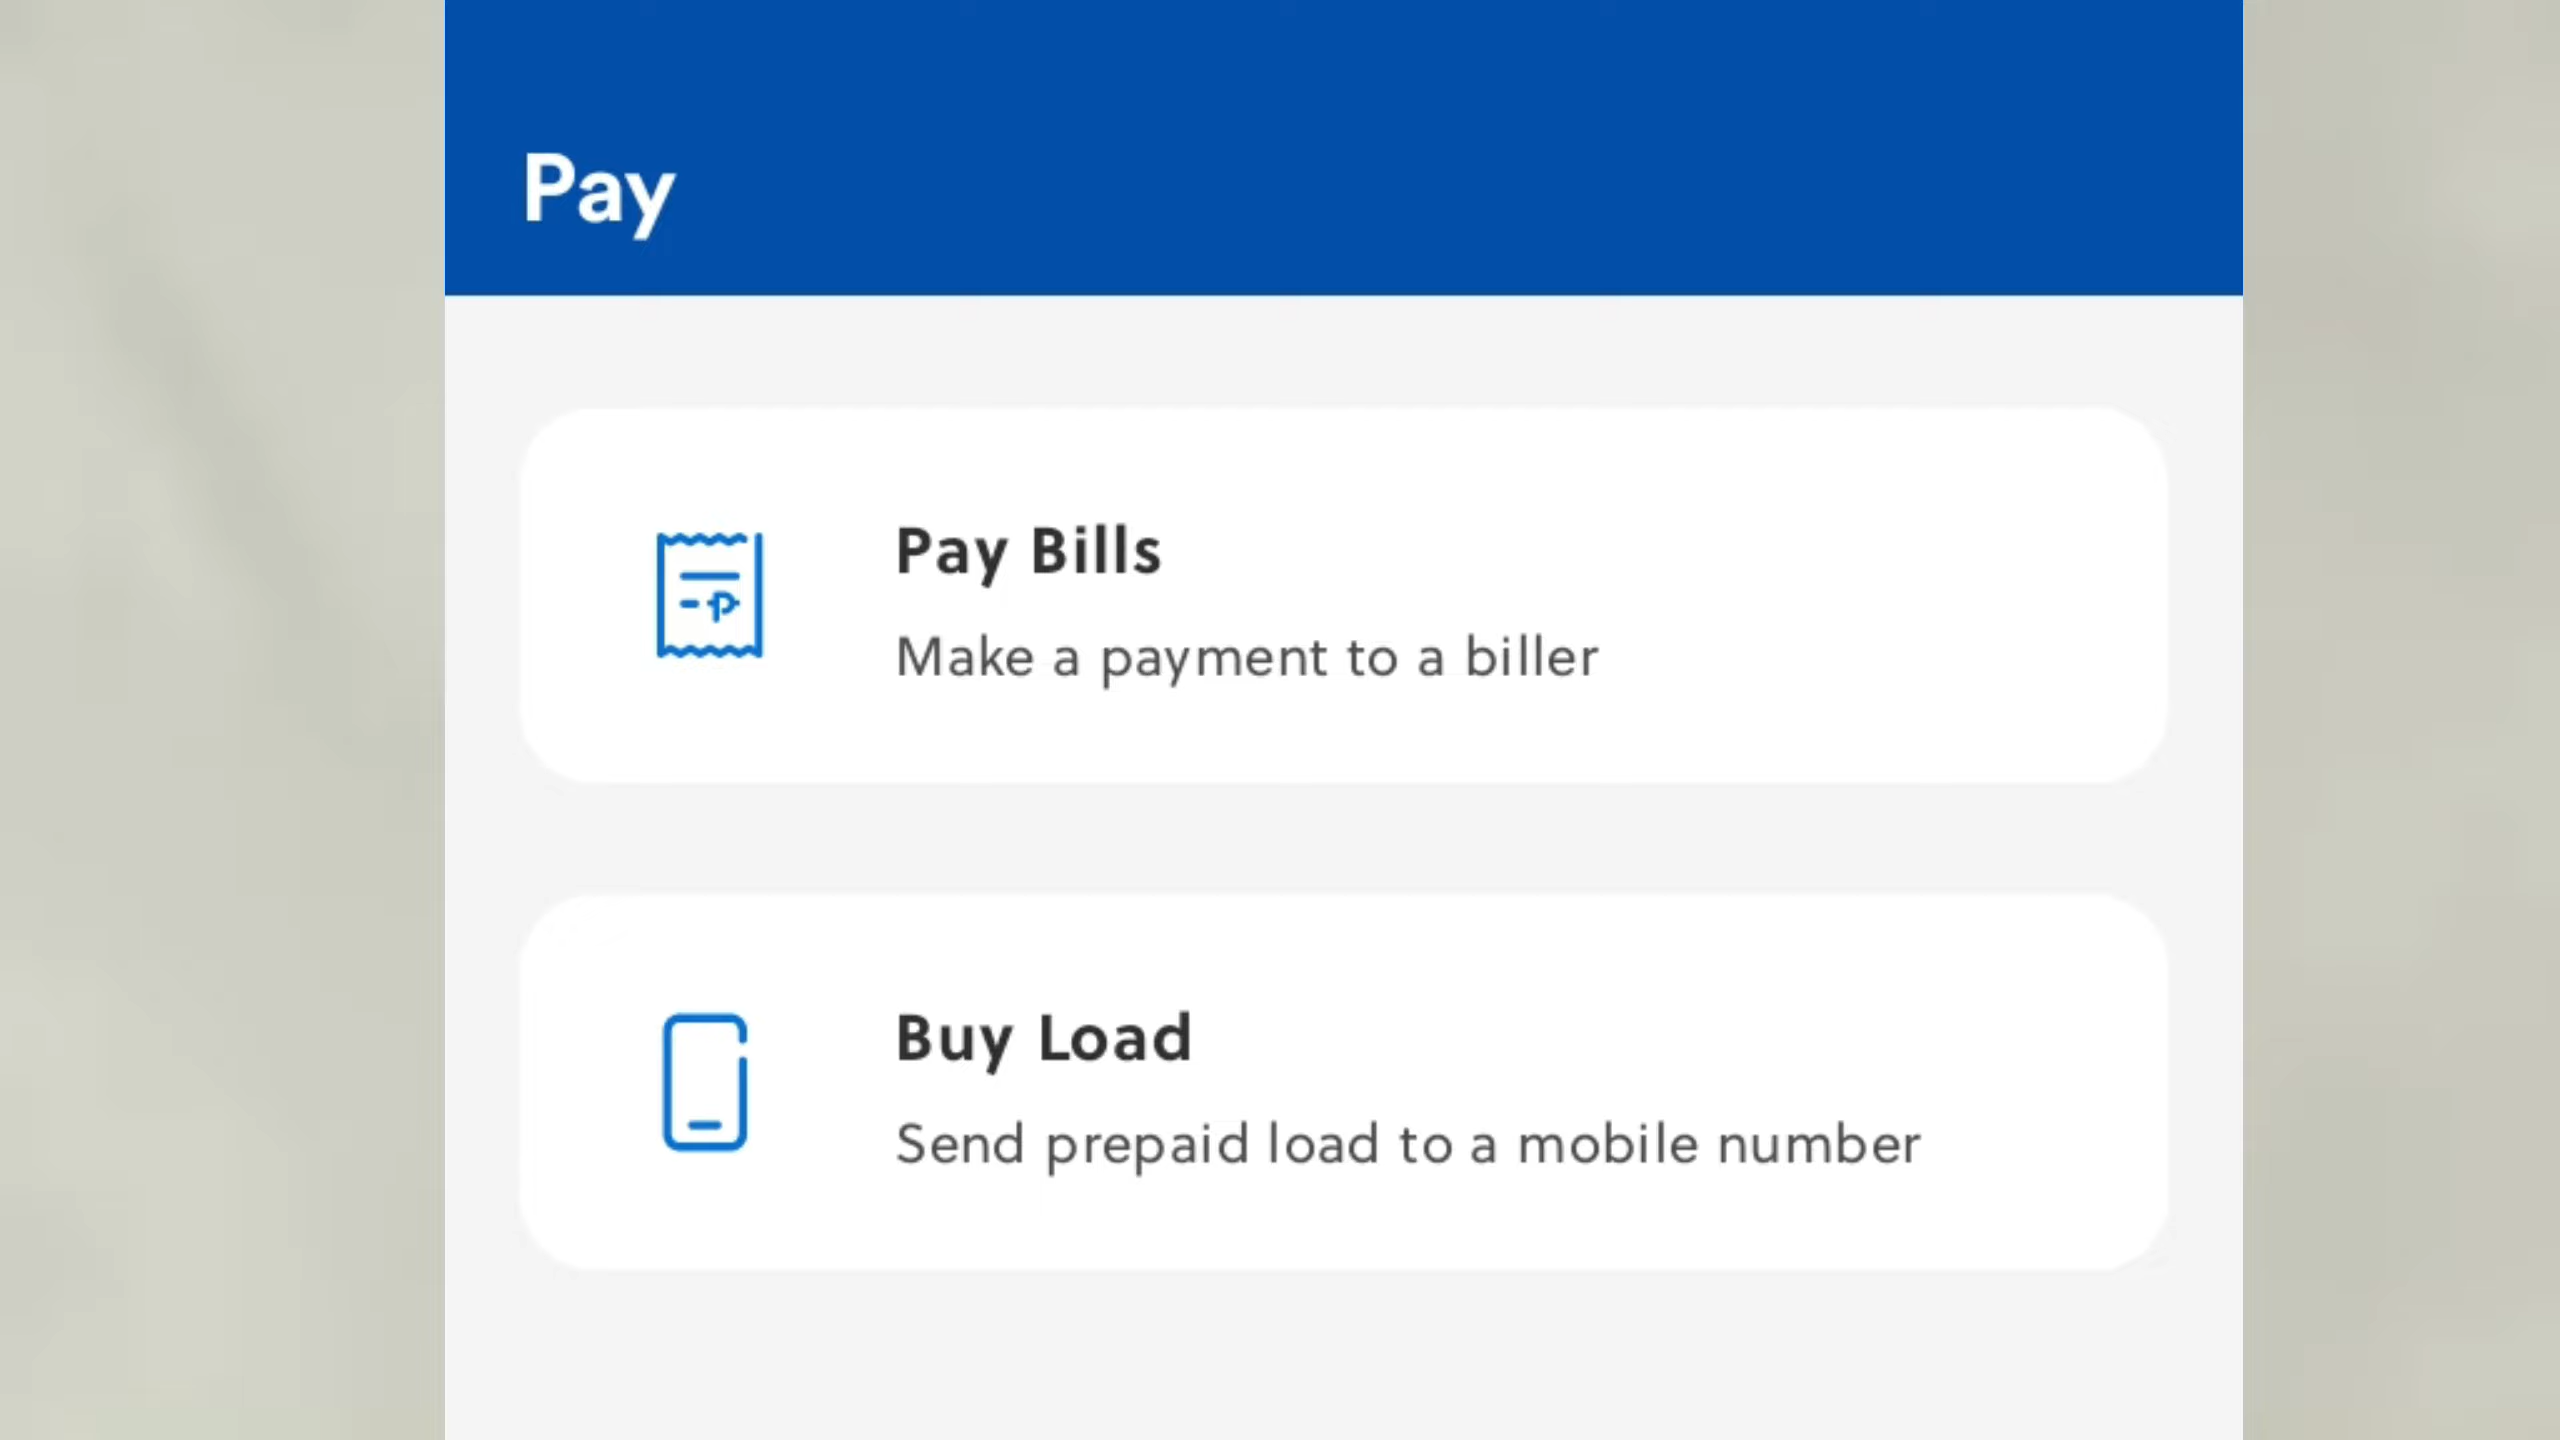 Pay
Pay Bills
Make a payment to a biller
Buy Load
Send prepaid load to a mobile number